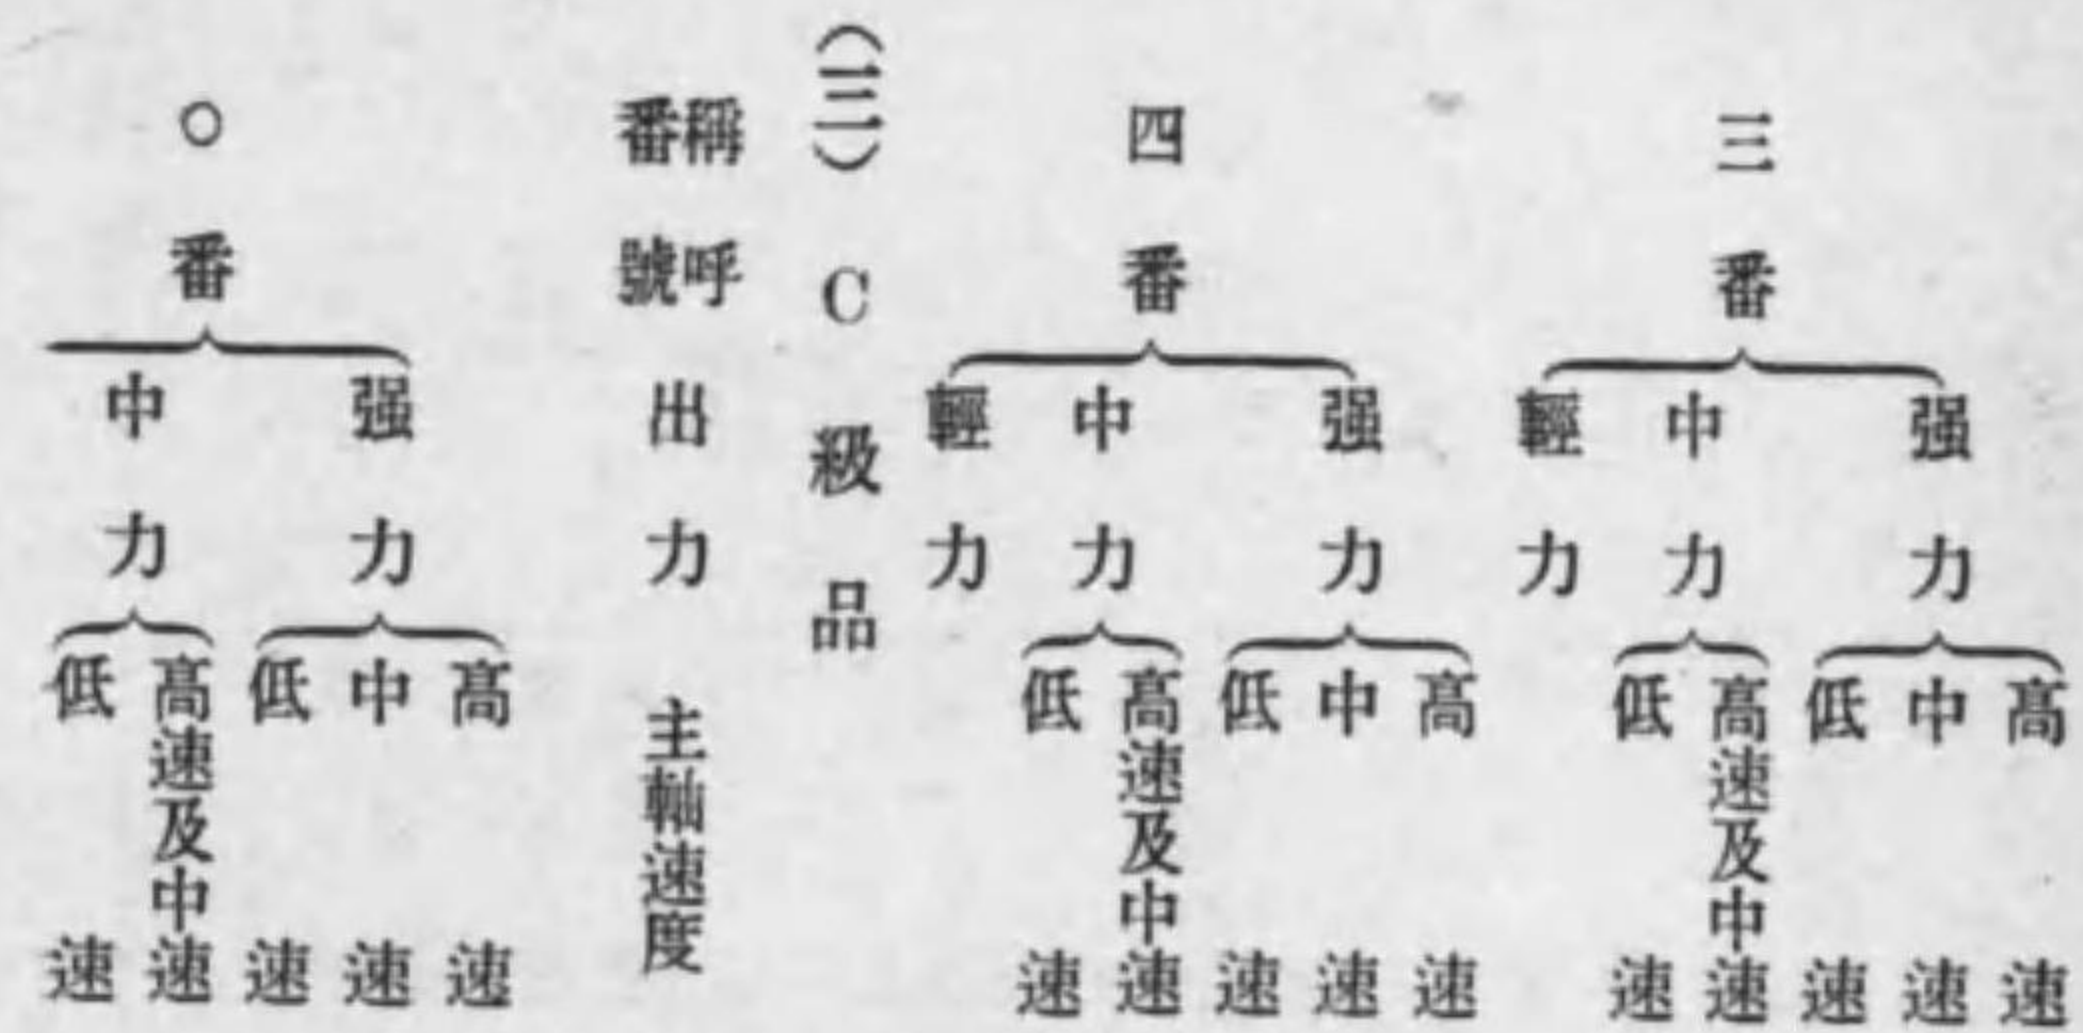 三番
强力
高速
中速
低速
中力
高速及中速
低速
輕力
四番
强力
高速
中速
低速
中力
高速及中速
低速
輕力
(三)C級品
稱呼番號
出力
主軸速度
○番
强力
高速
中速
低速
中力
高速及中速
低速